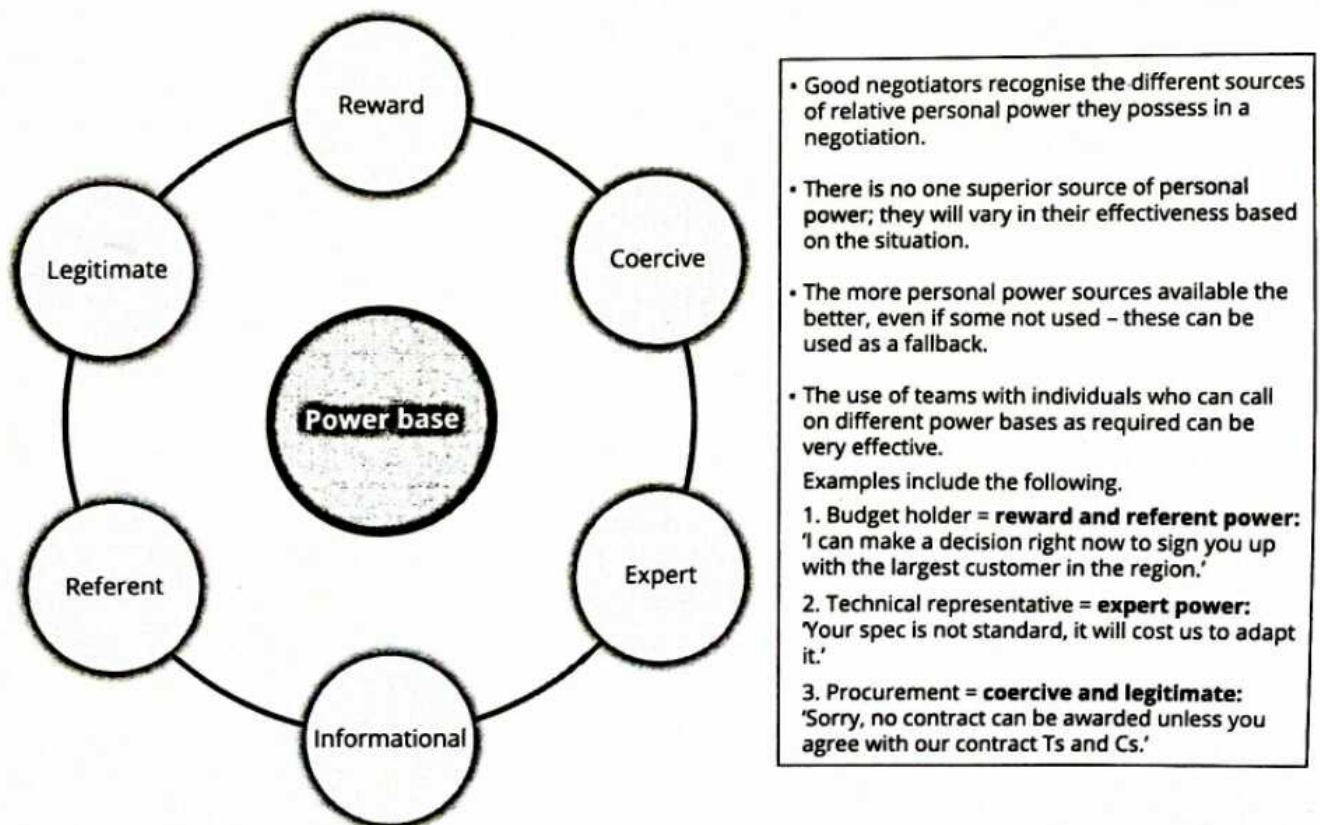 Reward
Legitimate
Coercive
Power base
Referent
Expert
Informational
• Good negotiators recognise the different sources
of relative personal power they possess in a
negotiation.
• There is no one superior source of personal
power; they will vary in their effectiveness based
on the situation.
• The more personal power sources available the
better, even if some not used – these can be
used as a fallback.
• The use of teams with individuals who can call
on different power bases as required can be
very effective.
Examples include the following.
1. Budget holder = reward and referent power:
'I can make a decision right now to sign you up
with the largest customer in the region.'
2. Technical representative = expert power:
'Your spec is not standard, it will cost us to adapt
it.'
3. Procurement = coercive and legitimate:
'Sorry, no contract can be awarded unless you
agree with our contract Ts and Cs.'